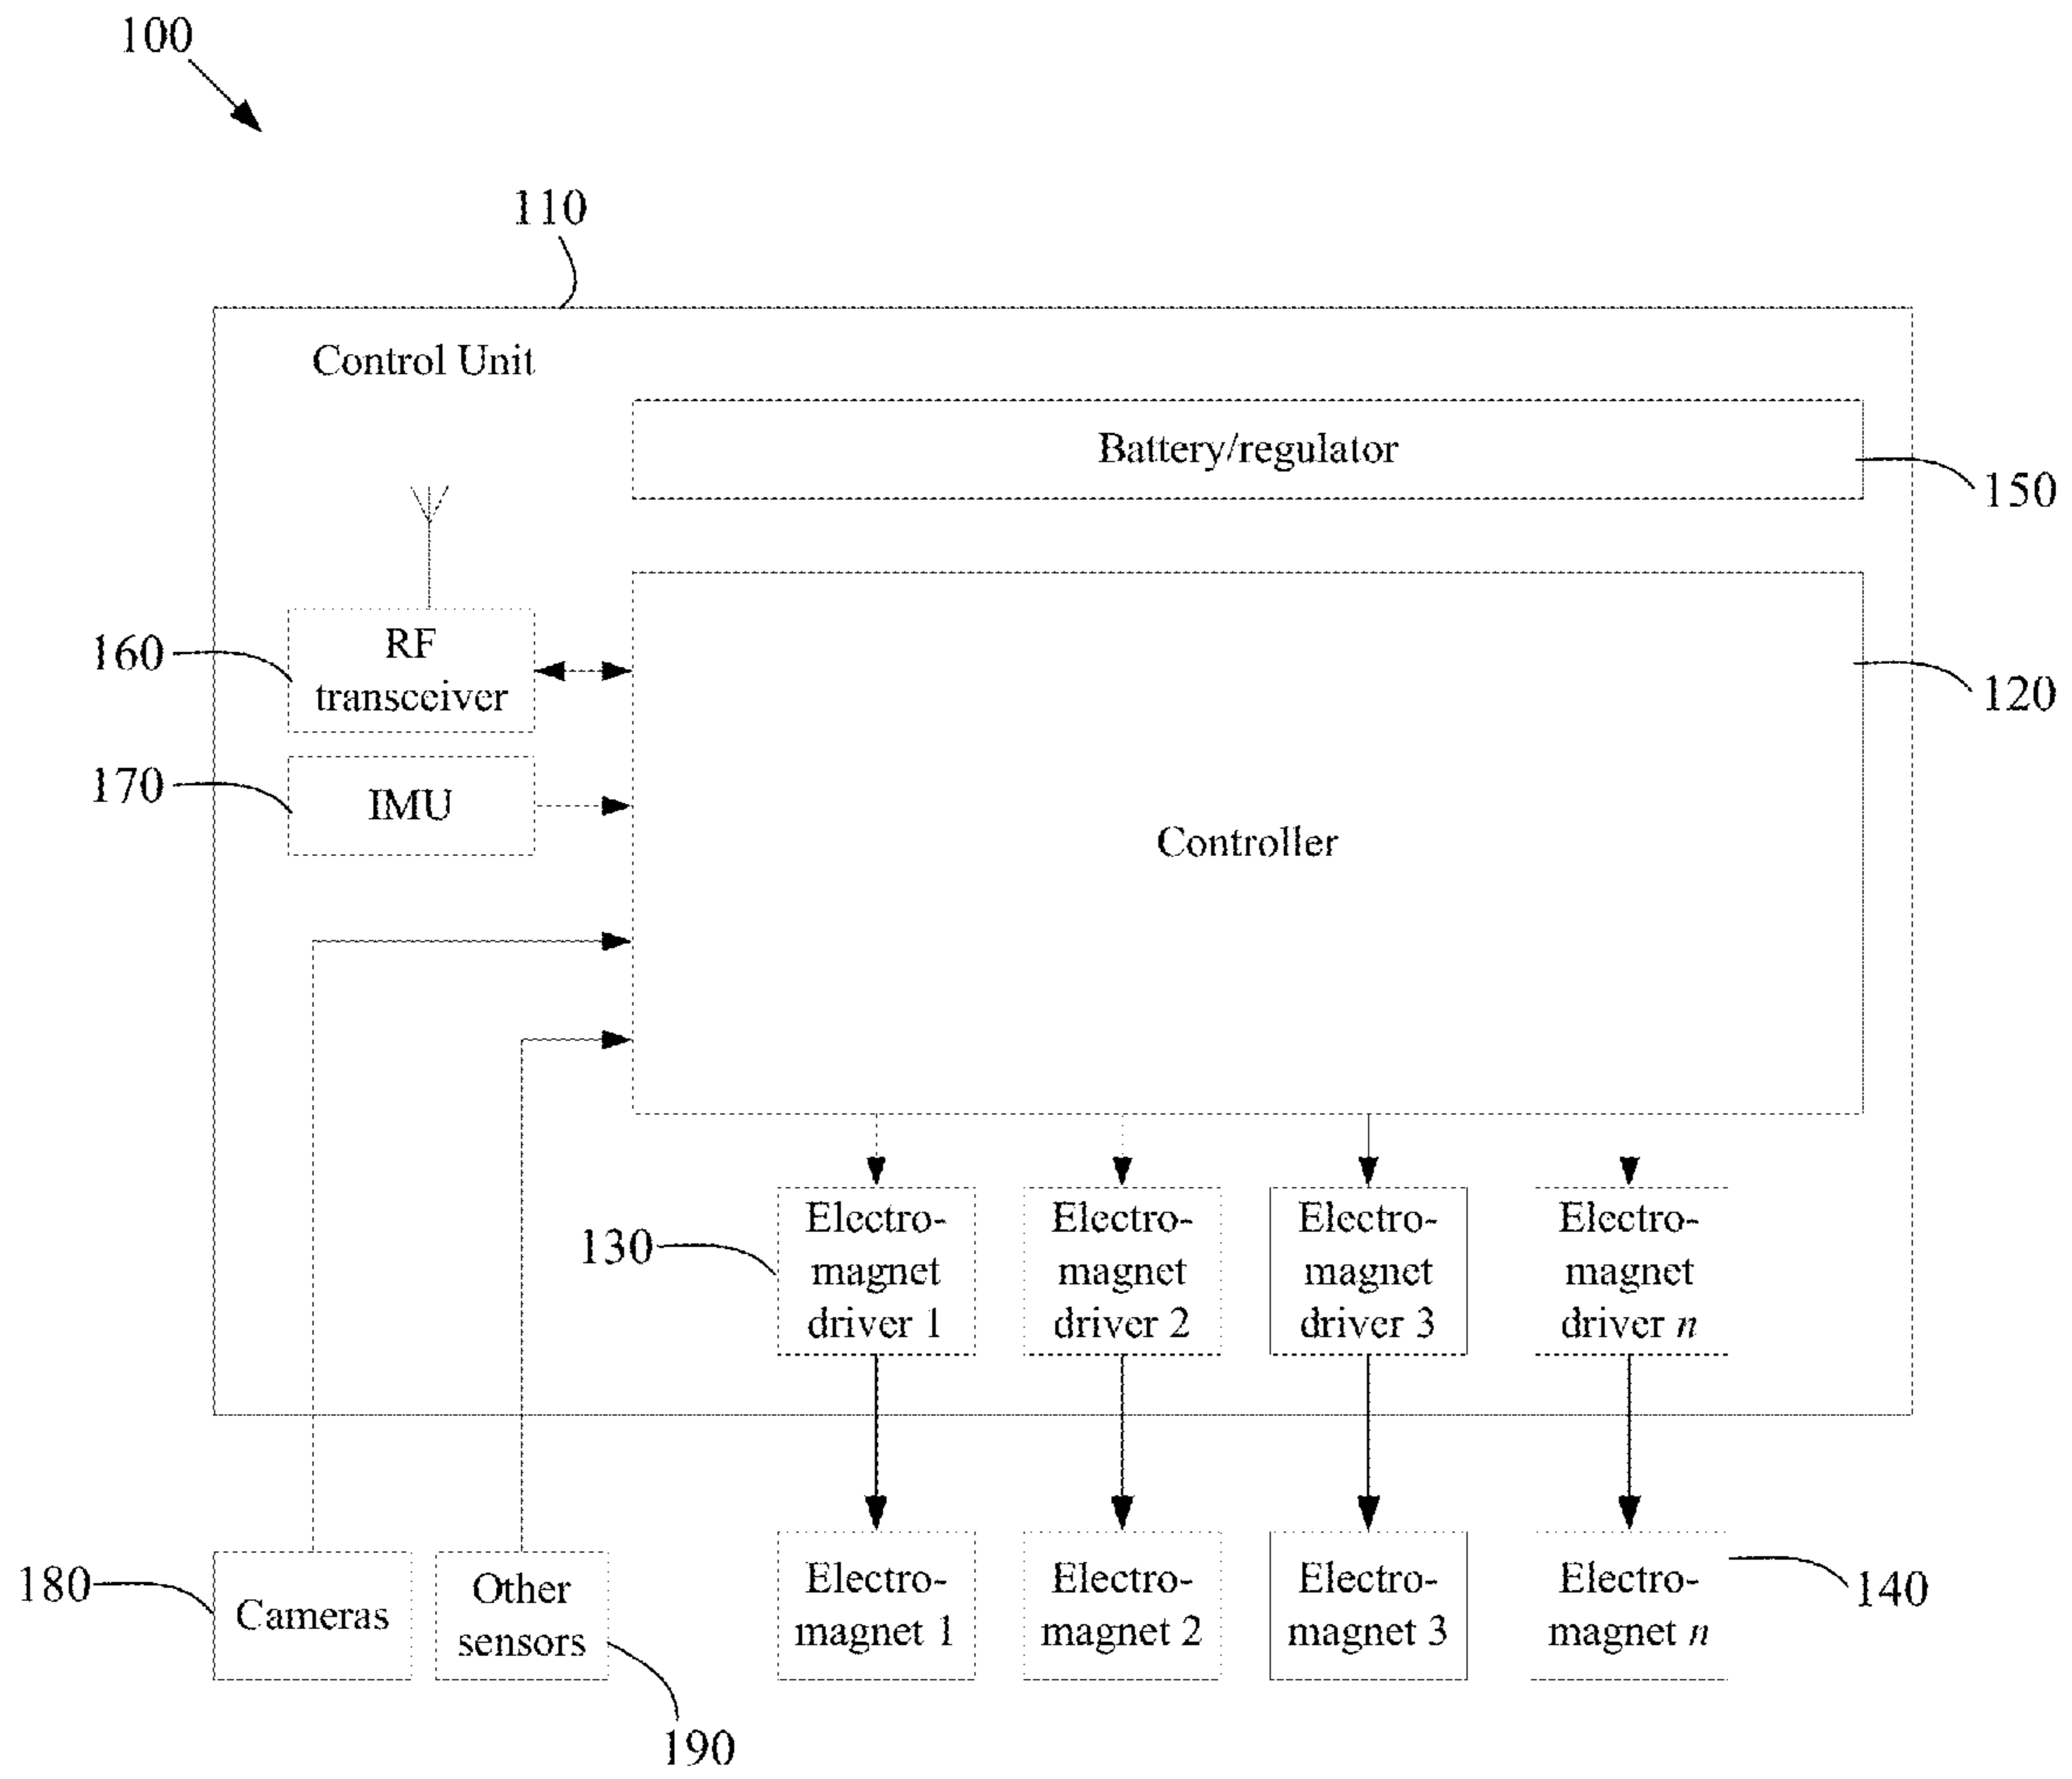 100
110
Control Unit
Battery/regulator
150
RF
transceiver
160
120
170
IMU
Controller
130
Electro-
magnet
driver 1
Electro-
magnet
driver 2
Electro-
magnet
driver 3
Electro-
magnet
driver n
180
Cameras
Other
sensors
190
Electro-
magnet 1
Electro-
magnet 2
Electro-
magnet 3
Electro-
magnet n
140